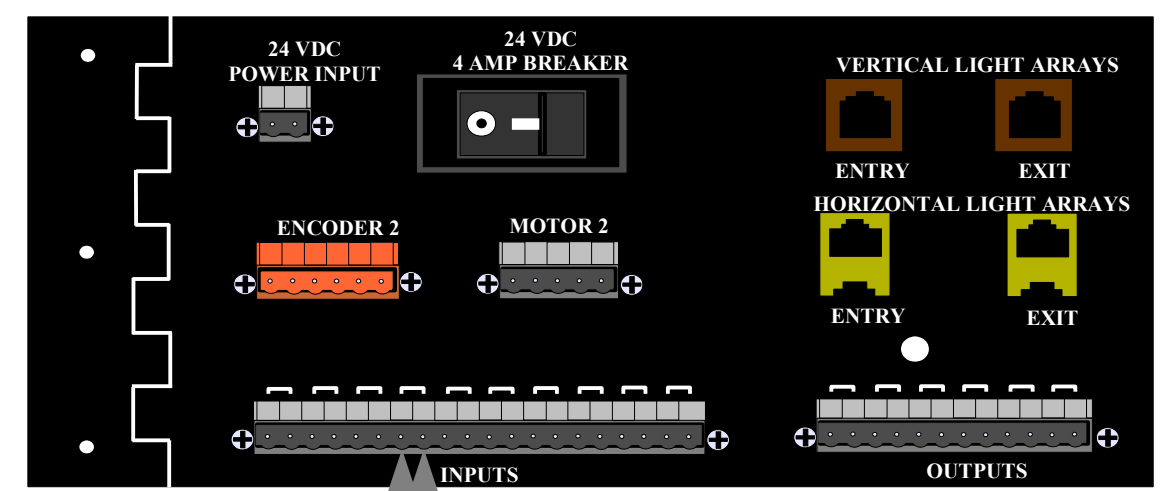 24 VDC
POWER INPUT
24 VDC
4 AMP BREAKER
VERTICAL LIGHT ARRAYS
ENTRY
EXIT
HORIZONTAL LIGHT ARRAYS
ENCODER 2
MOTOR 2
ENTRY
EXIT
INPUTS
OUTPUTS